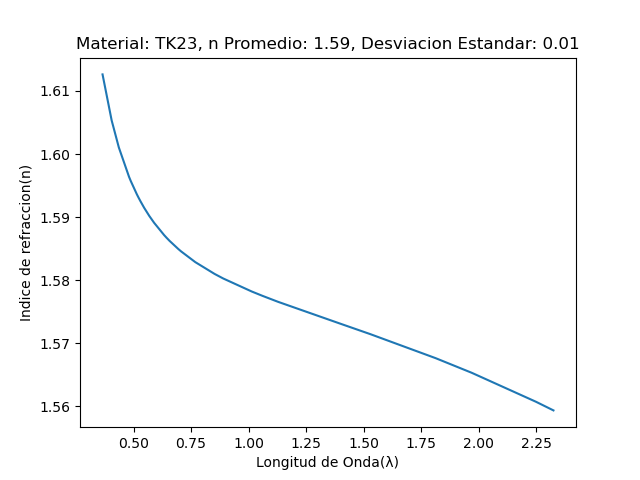 Material: TK23, n Promedio: 1.59, Desviacion Estandar: 0.01
Indice de refraccion(n)
1.61
1.60
1.59
1.58
1.57
1.56
0.50 0.75 1.00 1.25 1.50 1.75 2.00 2.25
Longitud de Onda(λ)